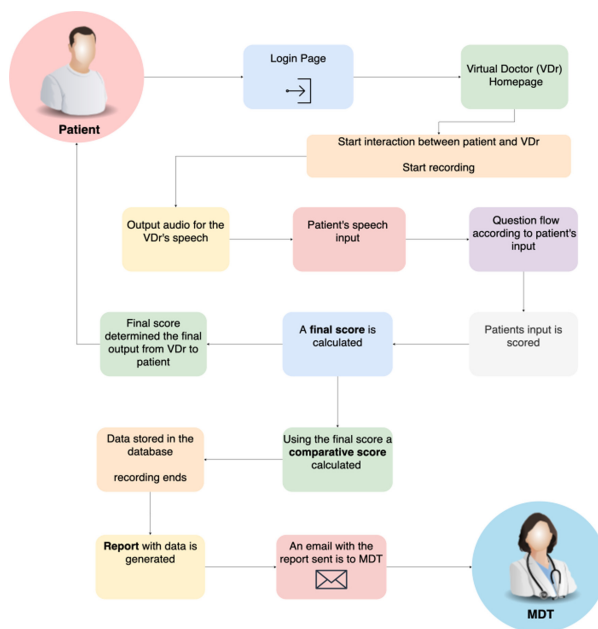 Patient
Login Page
Virtual Doctor (VDr)
Homepage
Start interaction between patient and VDr
Start recording
Output audio for the
VDr's speech
Patient's speech
input
Question flow
according to patient's
input
Final score
determined the final
output from VDr to
patient
A final score is
calculated
Patients input is
scored
Data stored in the
database
recording ends
Using the final score a
comparative score
calculated
Report with data is
generated
An email with the
report sent is to MDT
MDT